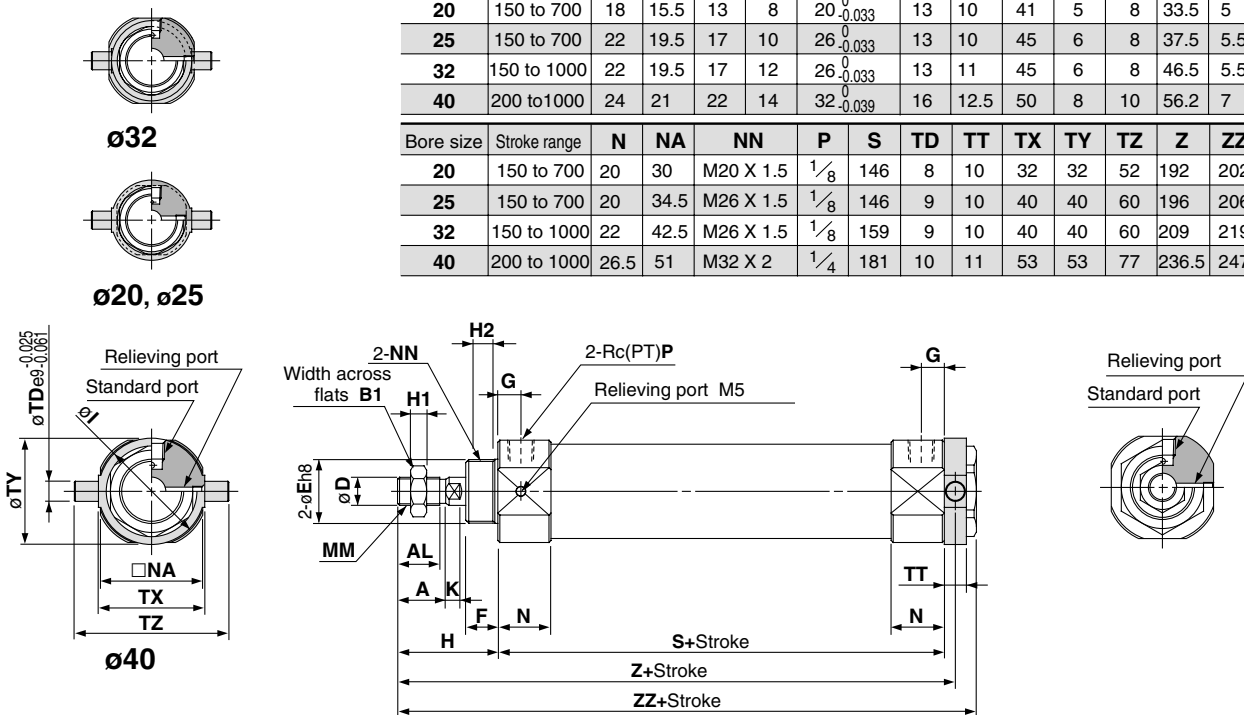 20 150 to 700 18 15.5 13 8 20 0 -0.033 13 10 41 5 8 33.5 5
25 150 to 700 22 19.5 17 10 26 0 -0.033 13 10 45 6 8 37.5 5.5
32 150 to 1000 22 19.5 17 12 26 0 -0.033 13 11 45 6 8 46.5 5.5
40 200 to1000 24 21 22 14 32 0 -0.039 16 12.5 50 8 10 56.2 7
ø32
Bore size Stroke range N NA NN P S TD TT TX TY TZ Z ZZ
20 150 to 700 20 30 M20 X 1.5 1/8 146 8 10 32 32 52 192 202
25 150 to 700 20 34.5 M26 X 1.5 1/8 146 9 10 40 40 60 196 206
32 150 to 1000 22 42.5 M26 X 1.5 1/8 159 9 10 40 40 60 209 219
40 200 to 1000 26.5 51 M32 X 2 1/4 181 10 11 53 53 77 236.5 247
ø20, ø25
øTDe9 -0.025 -0.061
Relieving port
Standard port
øI
øTY
□NA
TX
TZ
ø40
H2
2-NN
2-Rc(PT)P
G
G
Width across
flats B1
H1
Relieving port M5
2-øEh8
øD
MM
AL
A
K
F
N
TT
N
H
S+Stroke
Z+Stroke
ZZ+Stroke
Relieving port
Standard port